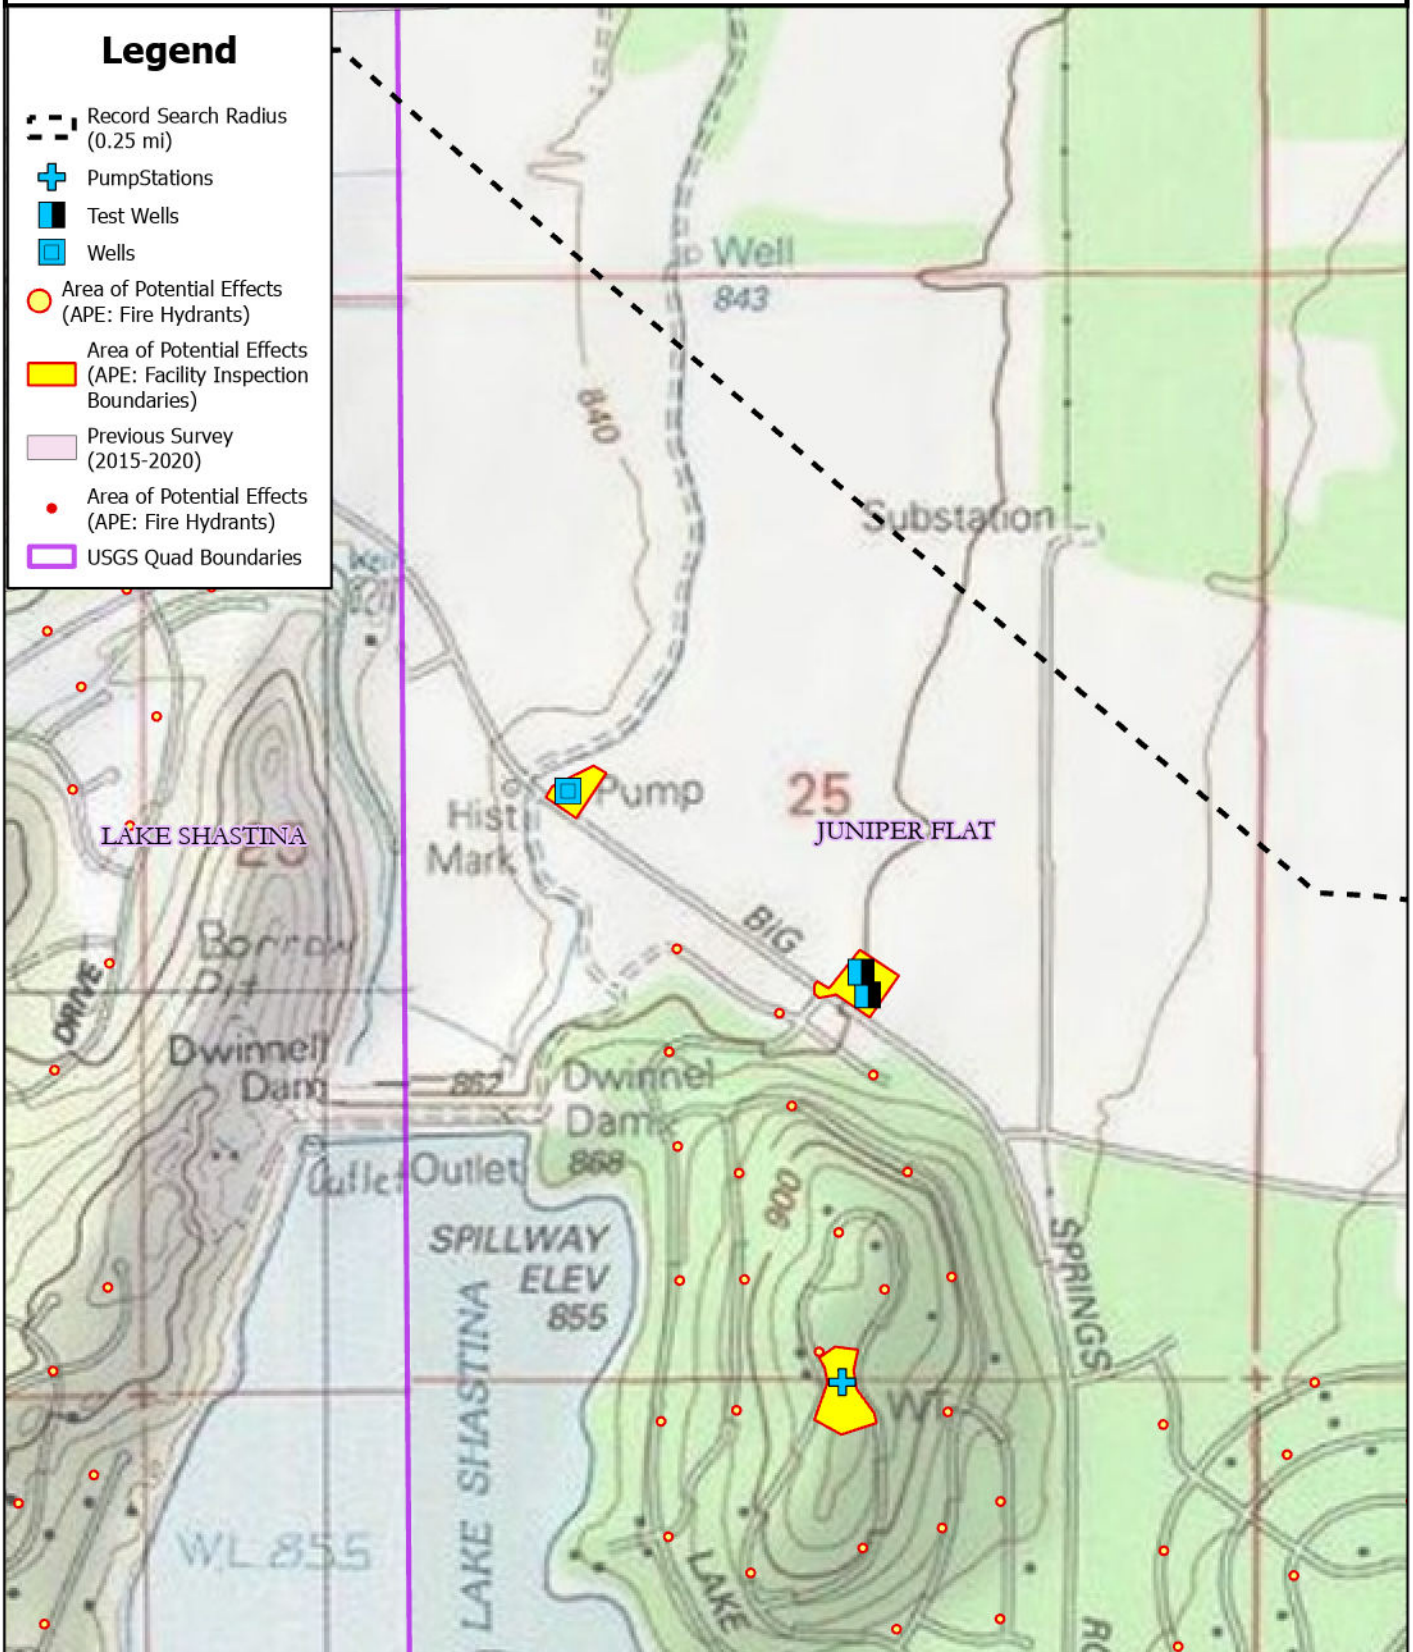 Legend
Record Search Radius
(0.25 mi)
PumpStations
Test Wells
Wells
Area of Potential Effects
(APE: Fire Hydrants)
Area of Potential Effects
(APE: Facility Inspection
Boundaries)
Previous Survey
(2015-2020)
Area of Potential Effects
(APE: Fire Hydrants)
USGS Quad Boundaries
Well
843
840
Substation
Well
Pump
25
Hist
Mark
LAKE SHASTINA
JUNIPER FLAT
BIG
Borrow
Pit
DRIVE
Dwinnell
Dam
862
Dwinnel
Dam
868
Outlet
Outlet
900
SPILLWAY
ELEV
855
SPRINGS
LAKE SHASTINA
WL 855
LAKE